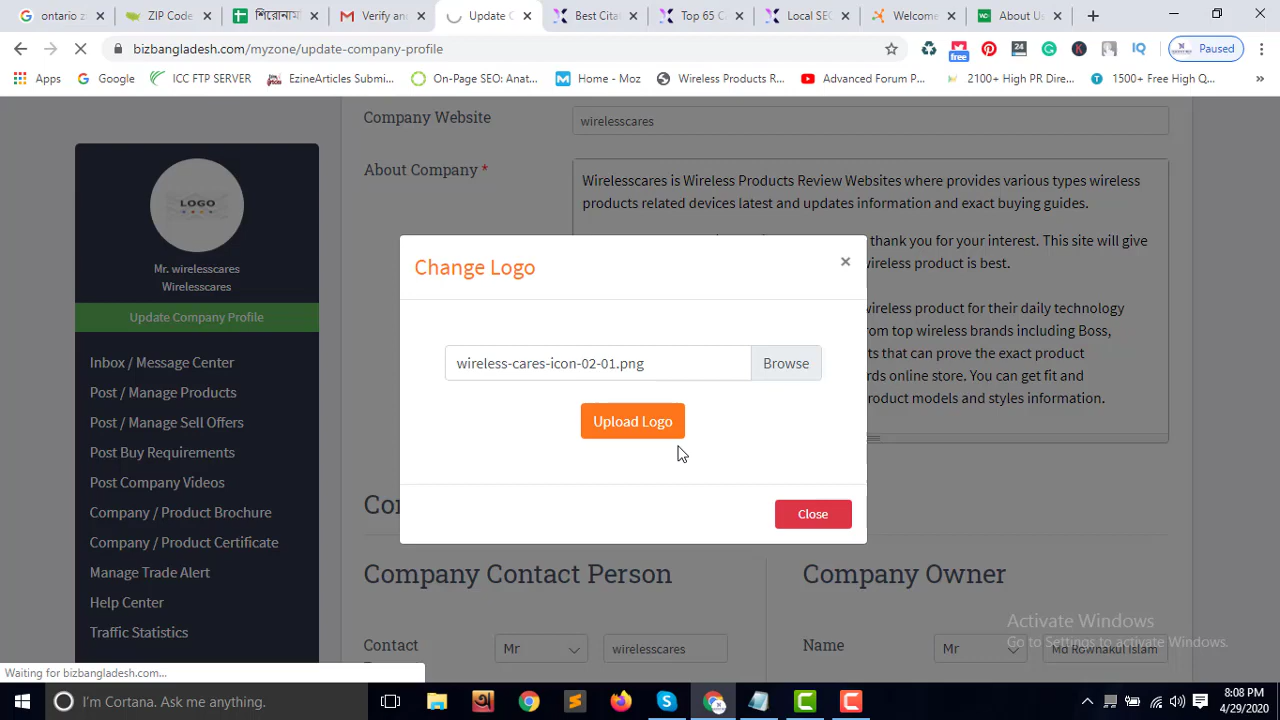 ontario z
ZIP Code
Verify an
Update C
Best Cita
Top 65
Local SEC
Welcome
About Us
bizbangladesh.com/myzone/update-company-profile
24
free
IQ
Paused
Apps
Google
ICC FTP SERVER
EzineArticles Submi...
On-Page SEO: Anat...
Home - Moz
Wireless Products R...
Advanced Forum P...
2100+ High PR Dire...
1500+ Free High Q...
Company Website
wirelesscares
About Company *
Wirelesscares is Wireless Products Review Websites where provides various types wireless
products related devices latest and updates information and exact buying guides.
thank you for your interest. This site will give
wireless product is best.
wireless product for their daily technology
from top wireless brands including Boss,
ts that can prove the exact product
rds online store. You can get fit and
roduct models and styles information.
LOGO
Mr. wirelesscares
Wirelesscares
Update Company Profile
Inbox / Message Center
Post / Manage Products
Post / Manage Sell Offers
Post Buy Requirements
Post Company Videos
Company / Product Brochure
Company / Product Certificate
Manage Trade Alert
Help Center
Traffic Statistics
Change Logo
×
wireless-cares-icon-02-01.png
Browse
Upload Logo
Close
Co
Company Contact Person
Company Owner
Contact
Mr
wirelesscares
Name
Mr
Md Rownakul Islam
Activate Windows
Go to Settings to activate Windows.
Waiting for bizbangladesh.com...
I'm Cortana. Ask me anything.
8:08 PM
4/29/2020